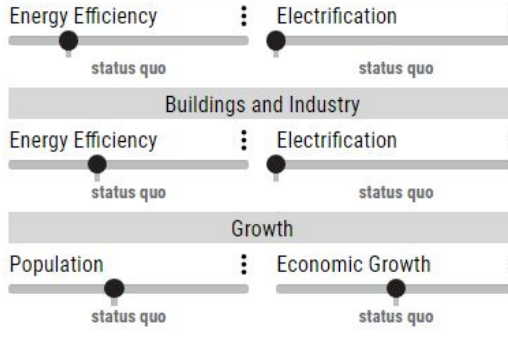 Energy Efficiency Electrification
status quo status quo
Buildings and Industry
Energy Efficiency Electrification
status quo status quo
Growth
Population Economic Growth
status quo status quo